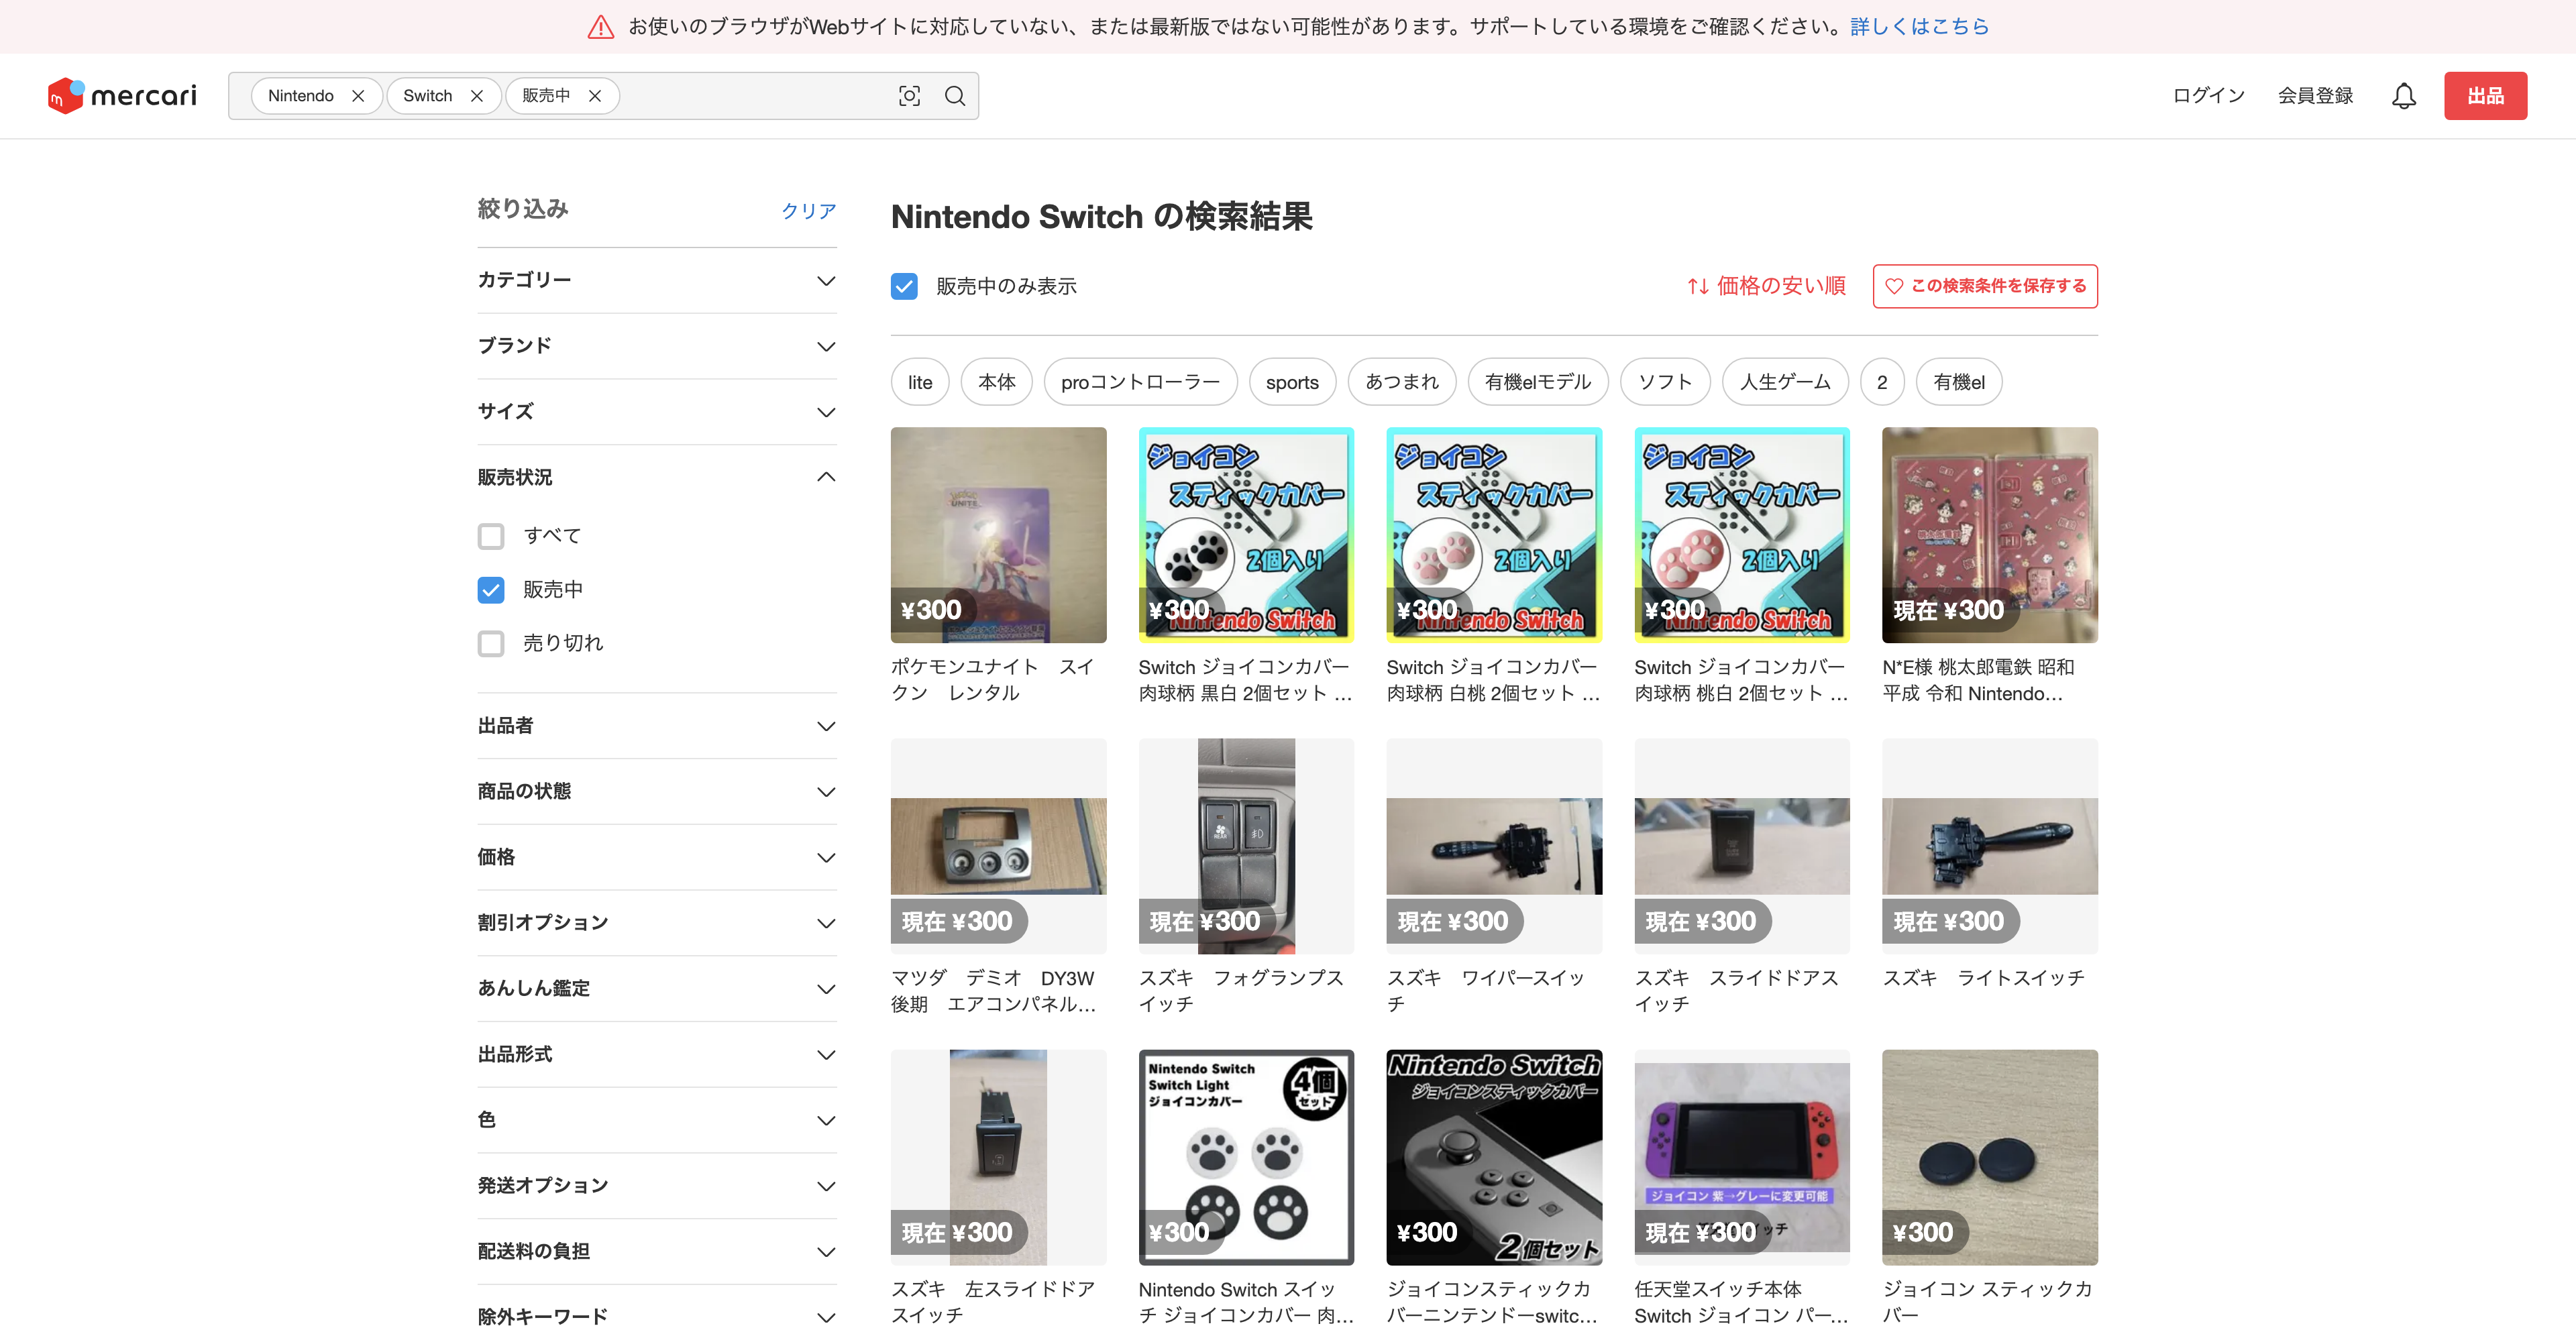 お使いのブラウザがWebサイトに対応していない、または最新版ではない可能性があります。サポートしている環境をご確認ください。詳しくはこちら
mercari
Nintendo
Switch
販売中
ログイン
会員登録
出品
絞り込み
クリア
カテゴリー
ブランド
サイズ
販売状況
すべて
販売中
売り切れ
出品者
商品の状態
価格
割引オプション
あんしん鑑定
出品形式
色
発送オプション
配送料の負担
除外キーワード
Nintendo Switch の検索結果
販売中のみ表示
価格の安い順
この検索条件を保存する
lite
本体
proコントローラー
sports
あつまれ
有機elモデル
ソフト
人生ゲーム
2
有機el
UNITE
¥300
ポケモンユナイト　スイ
クン　レンタル
ジョイコン
スティックカバー
2個入り
Nintendo Switch
¥300
Switch ジョイコンカバー
肉球柄 黒白 2個セット …
ジョイコン
スティックカバー
2個入り
Nintendo Switch
¥300
Switch ジョイコンカバー
肉球柄 白桃 2個セット …
ジョイコン
スティックカバー
2個入り
Nintendo Switch
¥300
Switch ジョイコンカバー
肉球柄 桃白 2個セット …
現在 ¥300
N*E様 桃太郎電鉄 昭和
平成 令和 Nintendo…
現在 ¥300
マツダ　デミオ　DY3W
後期　エアコンパネル…
REAR
現在 ¥300
スズキ　フォグランプス
イッチ
現在 ¥300
スズキ　ワイパースイッ
チ
現在 ¥300
スズキ　スライドドアス
イッチ
現在 ¥300
スズキ　ライトスイッチ
現在 ¥300
スズキ　左スライドドア
スイッチ
Nintendo Switch
Switch Light
ジョイコンカバー
4個
セット
¥300
Nintendo Switch スイッ
チ ジョイコンカバー 肉…
Nintendo Switch
ジョイコンスティックカバー
¥300
2個セット
ジョイコンスティックカ
バーニンテンドーswitc…
ジョイコン 紫→グレーに変更可能
現在 ¥300
任天堂スイッチ本体
Switch ジョイコン パー…
¥300
ジョイコン スティックカ
バー